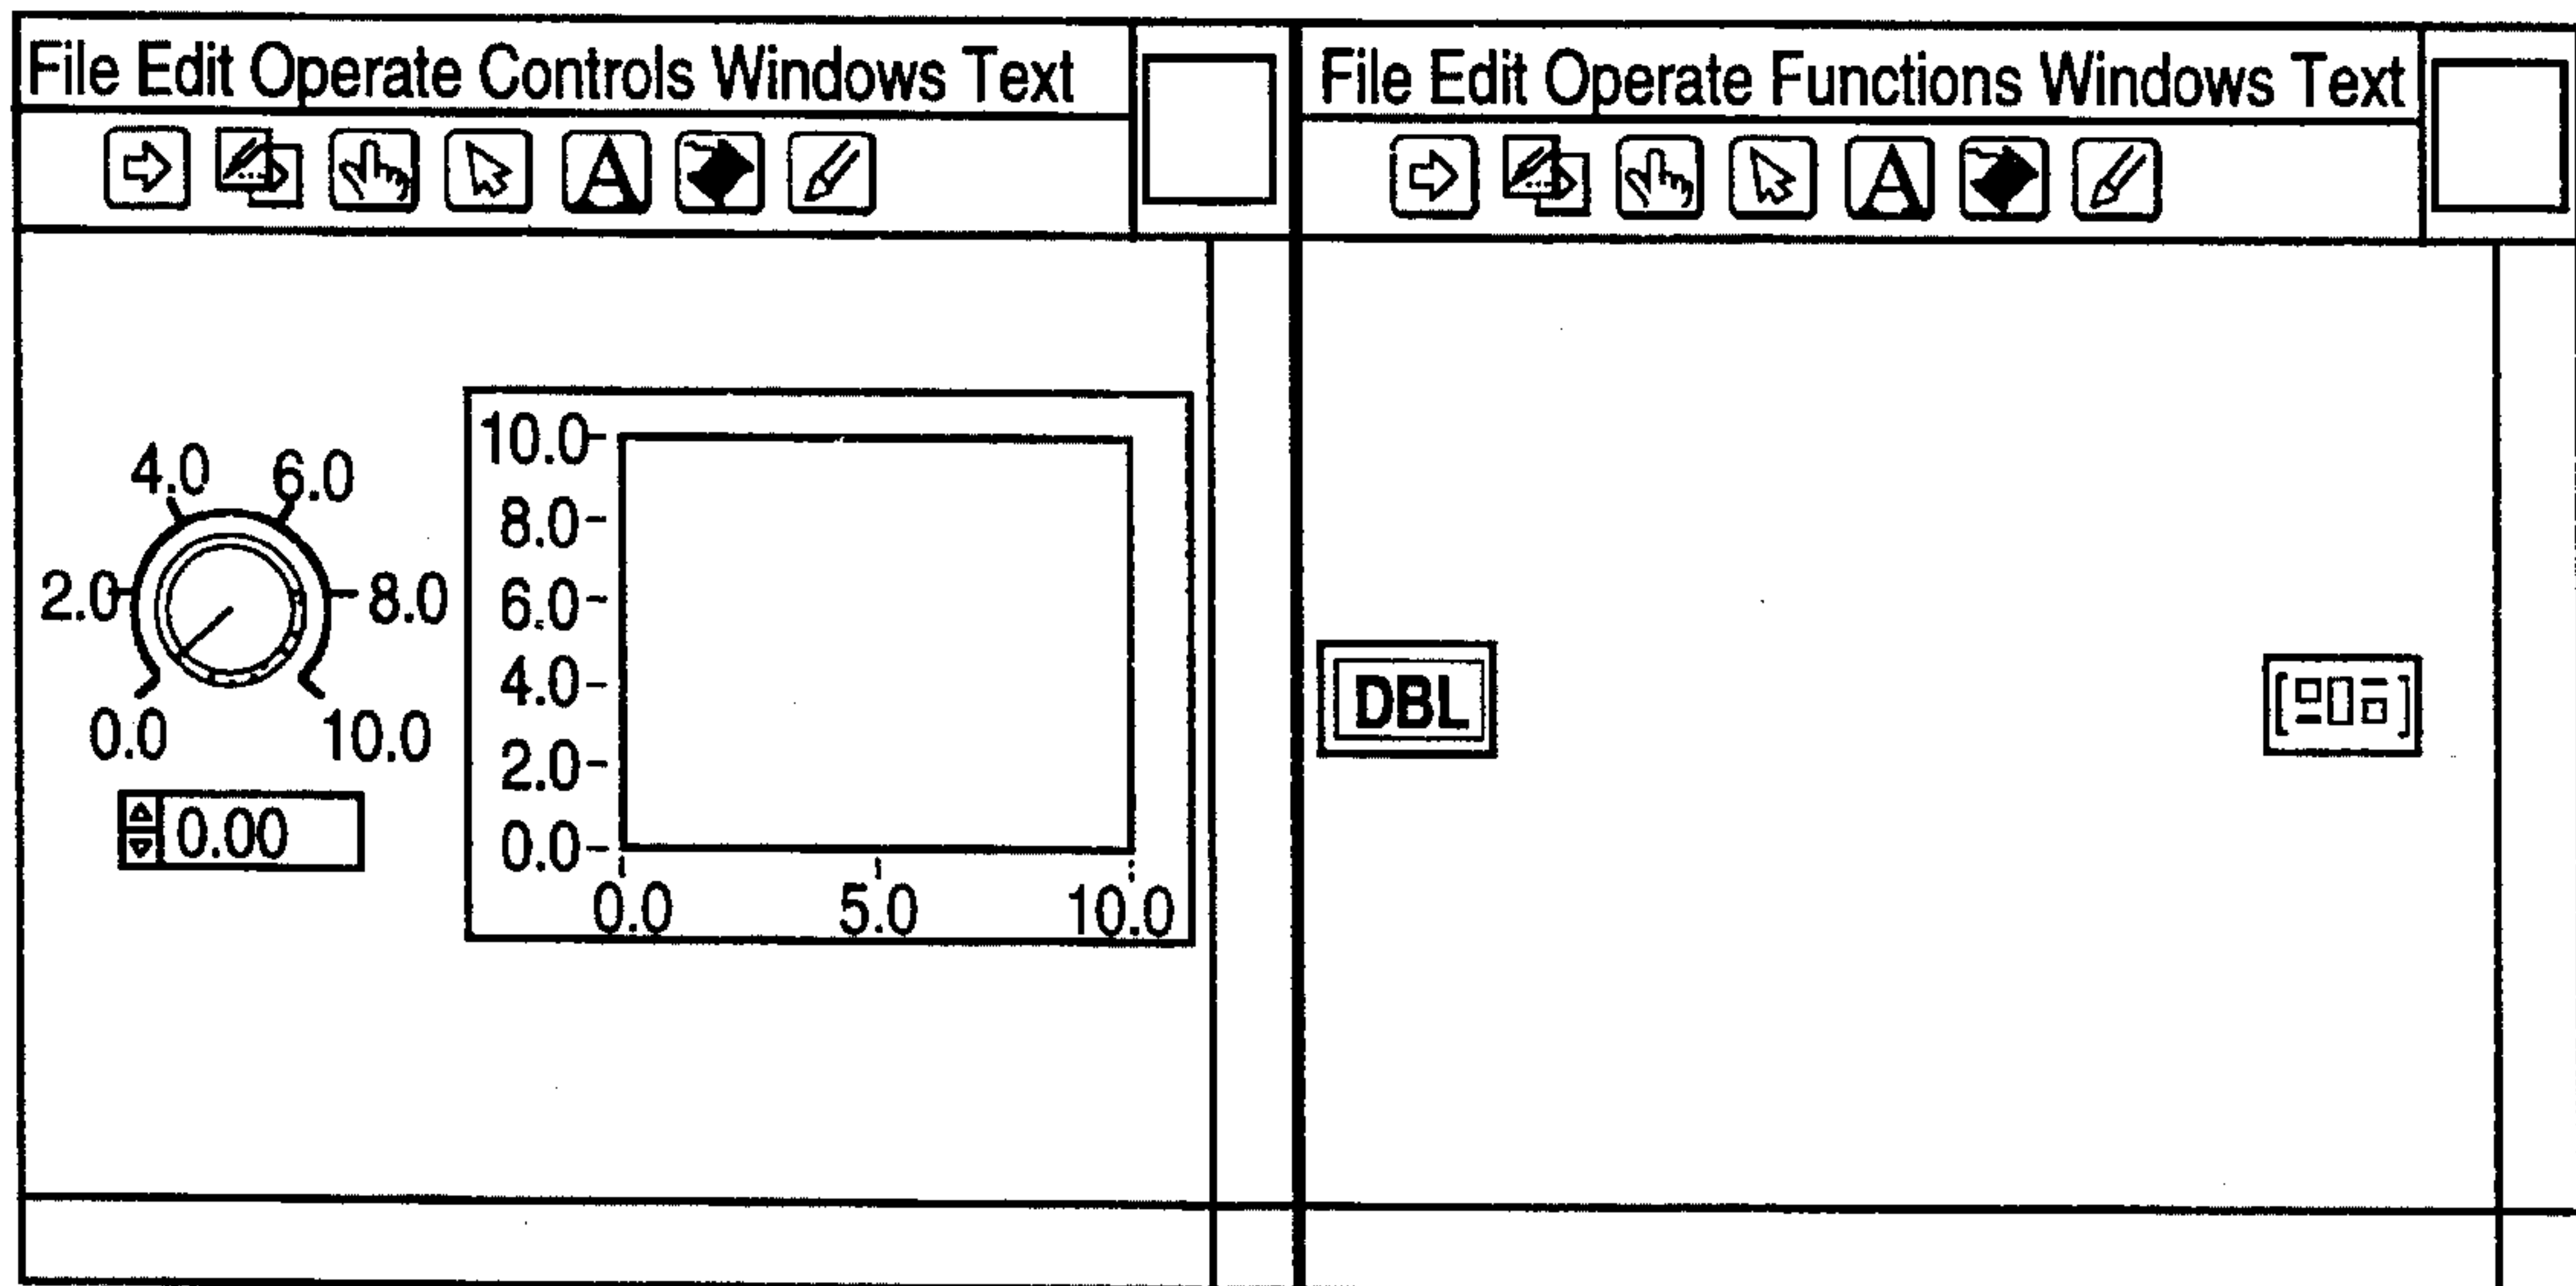 File Edit Operate Controls Windows Text
File Edit Operate Functions Windows Text
A
A
4.0 6.0
2.0 8.0
0.0 10.0
0.00
10.0
8.0
6.0
4.0
2.0
0.0
0.0 5.0 10.0
DBL